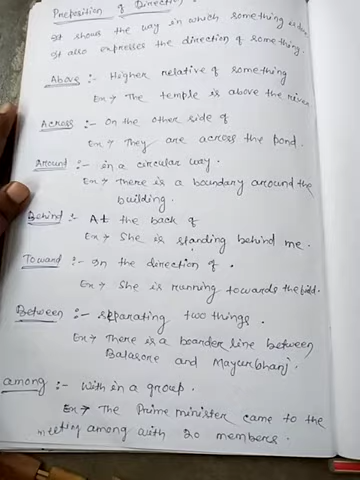 Preposition of Direction
It shows the way in which something
It also expresses the direction of something.
Above :- Higher relative of something
Ex → The temple is above the river
Across :- On the other side of
Ex → They are across the pond.
Around :- in a circular way.
Ex → There is a boundary around the
building.
Behind :- At the back of
Ex → She is standing behind me.
Toward :- In the direction of .
Ex → She is running towards the
Between :- separating two things.
Ex → There is a boarder line between
Balasore and Mayurbhanj.
among :- with in a group.
Ex → The Prime minister came to the
meeting among with 20 members.